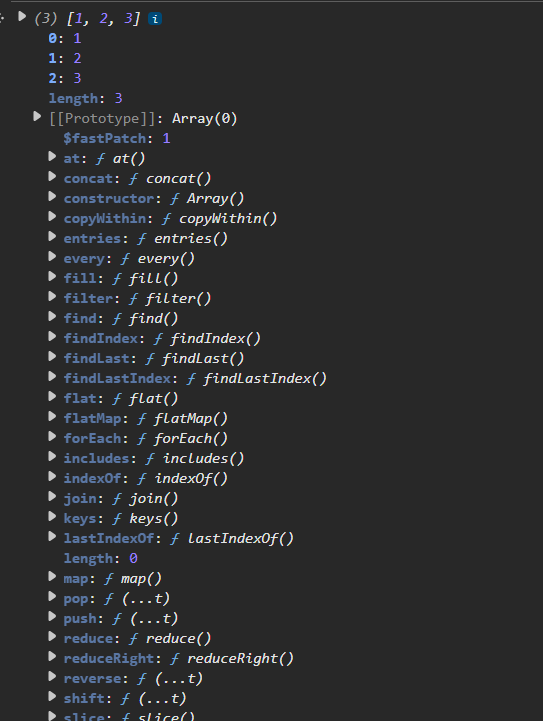 (3) [1, 2, 3] i
0: 1
1: 2
2: 3
length: 3
[[Prototype]]: Array(0)
$fastPatch: 1
at: ƒ at()
concat: ƒ concat()
constructor: ƒ Array()
copyWithin: ƒ copyWithin()
entries: ƒ entries()
every: ƒ every()
fill: ƒ fill()
filter: ƒ filter()
find: ƒ find()
findIndex: ƒ findIndex()
findLast: ƒ findLast()
findLastIndex: ƒ findLastIndex()
flat: ƒ flat()
flatMap: ƒ flatMap()
forEach: ƒ forEach()
includes: ƒ includes()
indexOf: ƒ indexOf()
join: ƒ join()
keys: ƒ keys()
lastIndexOf: ƒ lastIndexOf()
length: 0
map: ƒ map()
pop: ƒ (...t)
push: ƒ (...t)
reduce: ƒ reduce()
reduceRight: ƒ reduceRight()
reverse: ƒ (...t)
shift: ƒ (...t)
slice: ƒ slice()